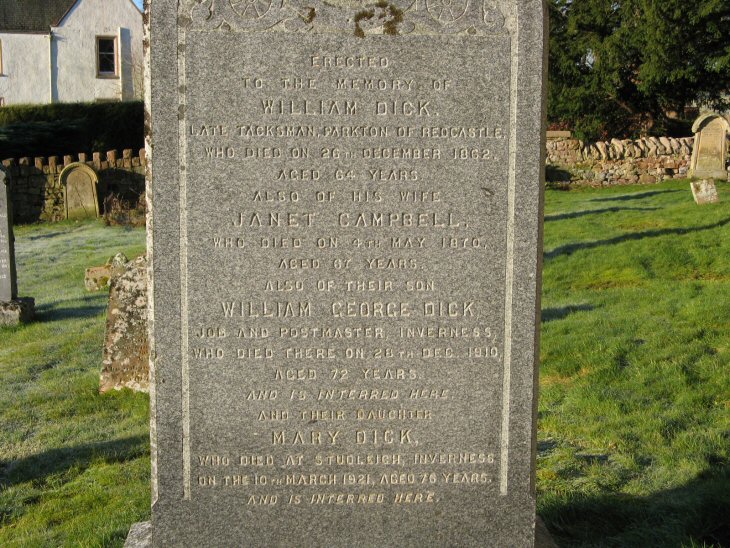 ERECTED
TO THE MEMORY OF
WILLIAM DICK,
LATE TACKSMAN, PARKTON OF REDCASTLE,
WHO DIED ON 26TH DECEMBER 1862,
AGED 64 YEARS
ALSO OF HIS WIFE
JANET CAMPBELL,
WHO DIED ON 4TH MAY 1870,
AGED 67 YEARS.
ALSO OF THEIR SON
WILLIAM GEORGE DICK,
JOB AND POSTMASTER, INVERNESS,
WHO DIED THERE ON 28TH DEC. 1910,
AGED 72 YEARS.
AND IS INTERRED HERE.
AND THEIR DAUGHTER
MARY DICK,
WHO DIED AT STUDLEIGH, INVERNESS
ON THE 10TH MARCH 1921, AGED 76 YEARS.
AND IS INTERRED HERE.